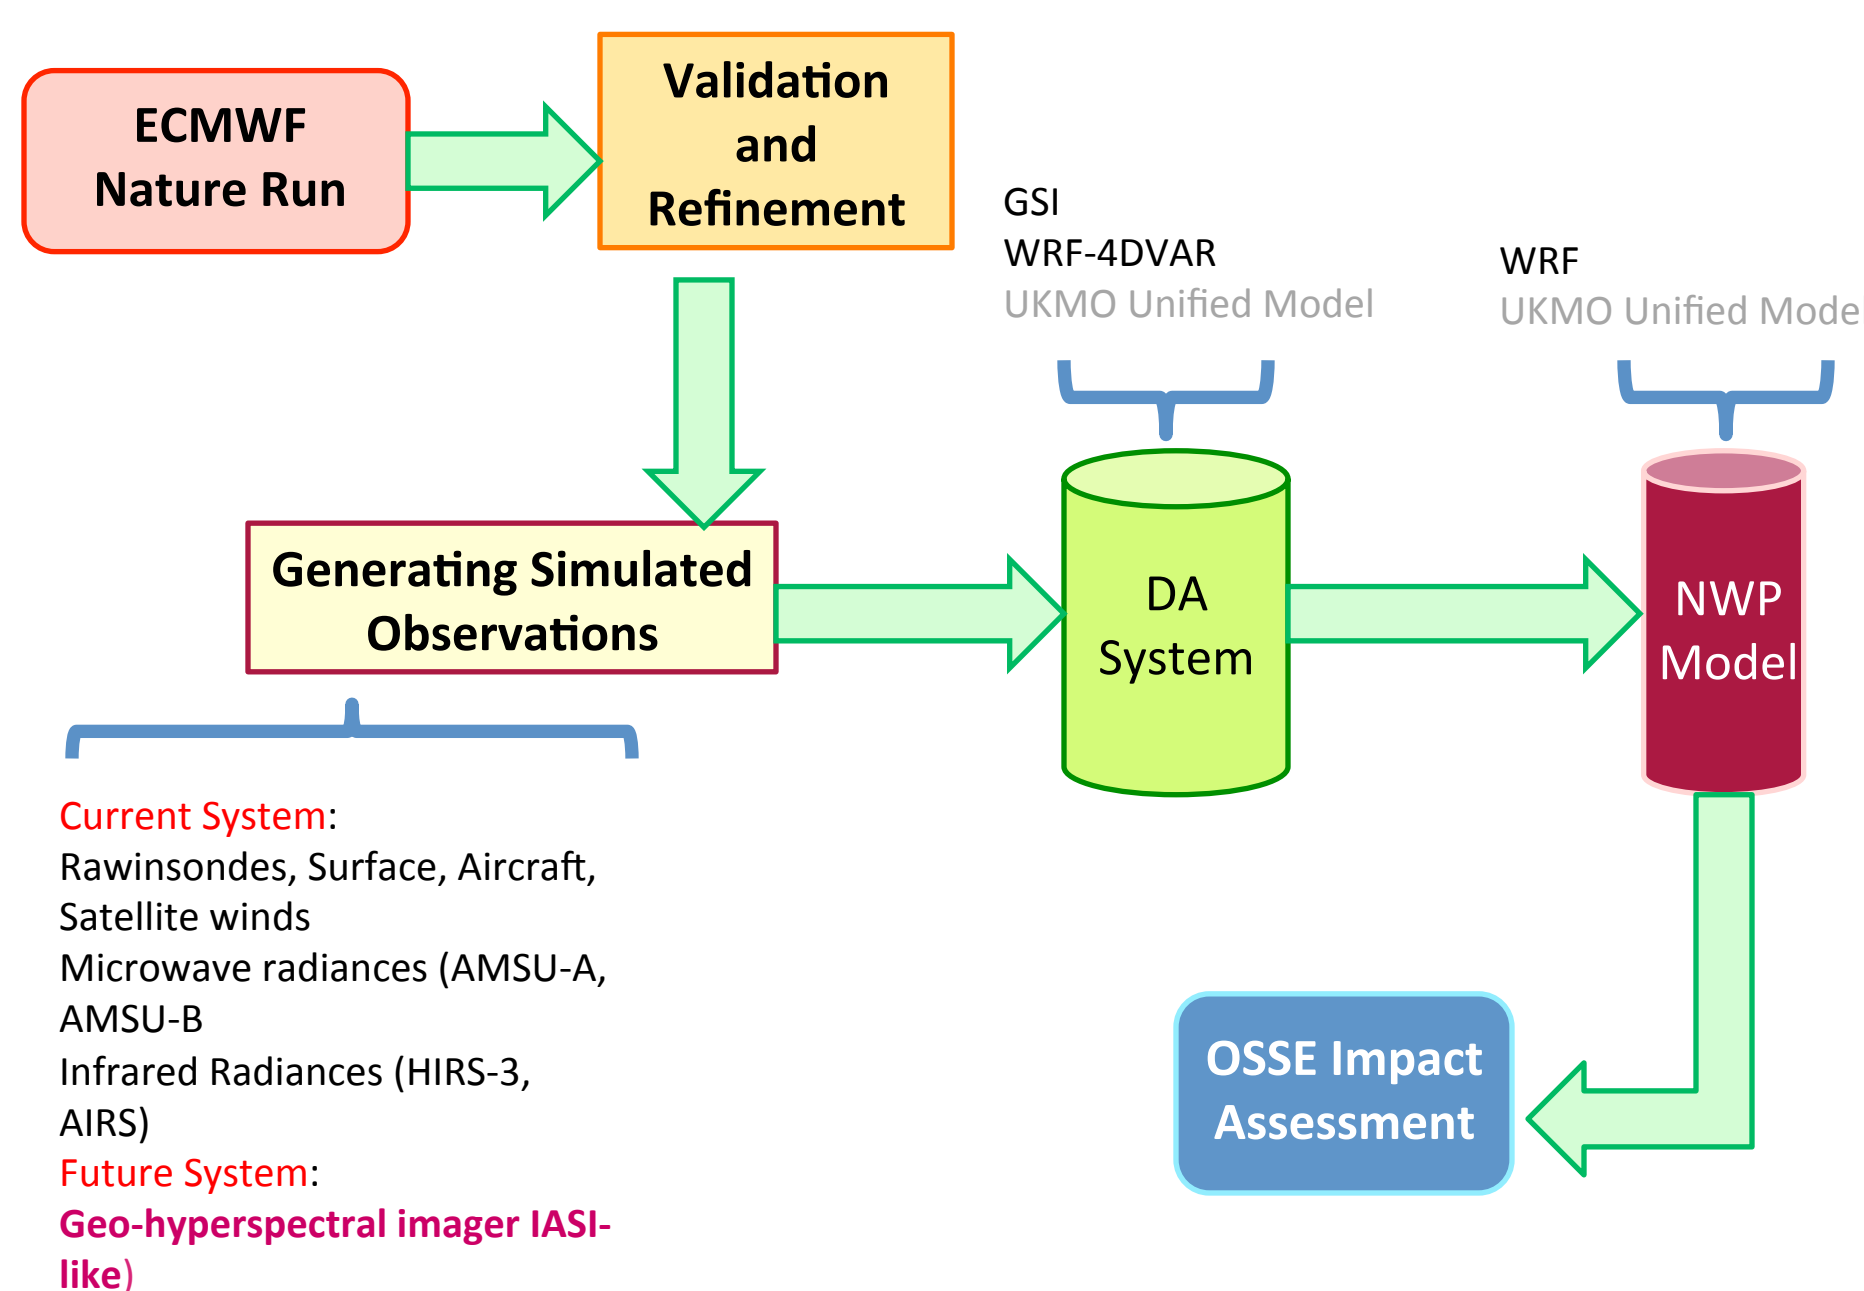 ECMWF
Nature Run
Validation
and
Refinement
GSI
WRF-4DVAR
UKMO Unified Model
WRF
UKMO Unified Model
Generating Simulated
Observations
DA
System
NWP
Model
Current System:
Rawinsondes, Surface, Aircraft,
Satellite winds
Microwave radiances (AMSU-A,
AMSU-B
Infrared Radiances (HIRS-3,
AIRS)
Future System:
Geo-hyperspectral imager IASI-
like)
OSSE Impact
Assessment